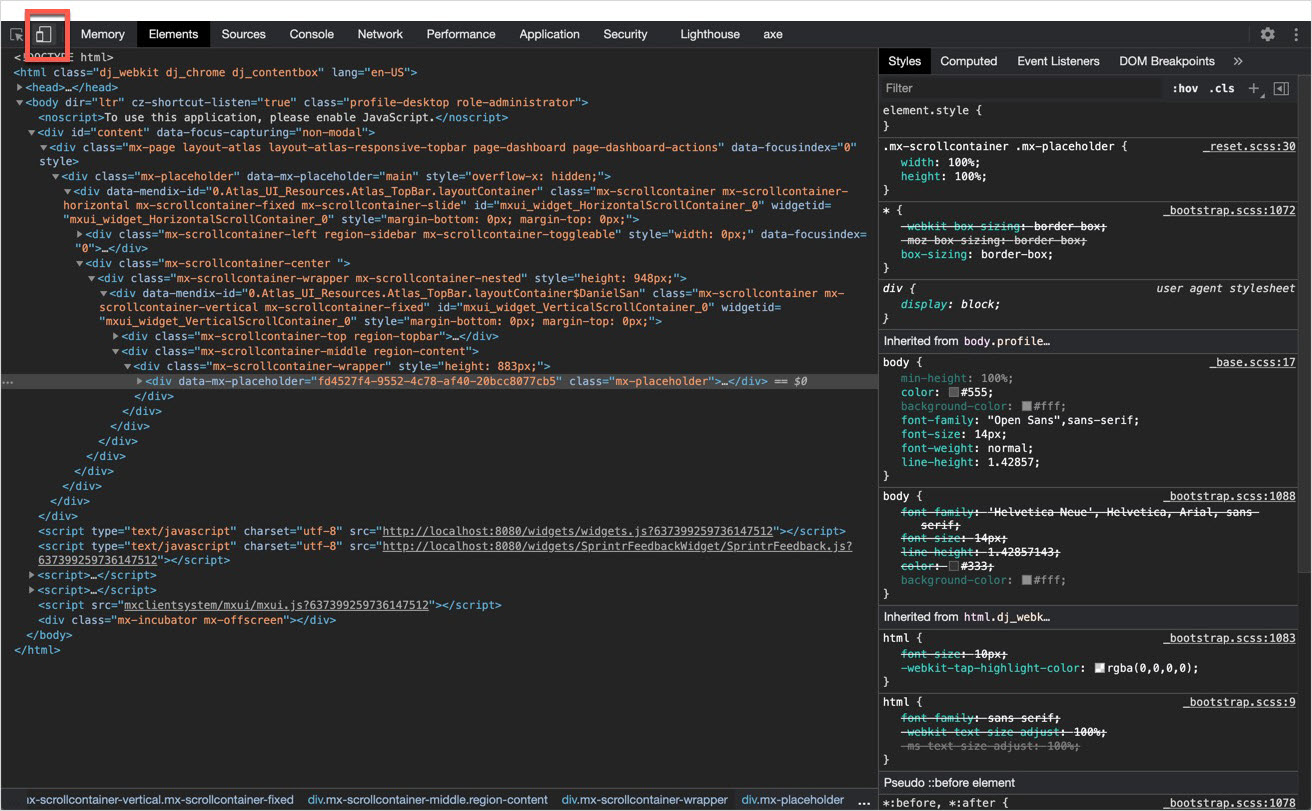 Memory Elements Sources Console Network Performance Application Security Lighthouse axe
<!DOCTYPE html>
<html class="dj_webkit dj_chrome dj_contentbox" lang="en-US">
<head>…</head>
<body dir="ltr" cz-shortcut-listen="true" class="profile-desktop role-administrator">
<noscript>To use this application, please enable JavaScript.</noscript>
<div id="content" data-focus-capturing="non-modal">
<div class="mx-page layout-atlas layout-atlas-responsive-topbar page-dashboard page-dashboard-actions" data-focusindex="0"
style>
<div class="mx-placeholder" data-mx-placeholder="main" style="overflow-x: hidden;">
<div data-mendix-id="0.Atlas_UI_Resources.Atlas_TopBar.layoutContainer" class="mx-scrollcontainer mx-scrollcontainer-
horizontal mx-scrollcontainer-fixed mx-scrollcontainer-slide" id="mxui_widget_HorizontalScrollContainer_0" widgetid=
"mxui_widget_HorizontalScrollContainer_0" style="margin-bottom: 0px; margin-top: 0px;">
<div class="mx-scrollcontainer-left region-sidebar mx-scrollcontainer-toggleable" style="width: 0px;" data-focusindex=
"0">…</div>
<div class="mx-scrollcontainer-center ">
<div class="mx-scrollcontainer-wrapper mx-scrollcontainer-nested" style="height: 948px;">
<div data-mendix-id="0.Atlas_UI_Resources.Atlas_TopBar.layoutContainer$DanielSan" class="mx-scrollcontainer mx-
scrollcontainer-vertical mx-scrollcontainer-fixed" id="mxui_widget_VerticalScrollContainer_0" widgetid=
"mxui_widget_VerticalScrollContainer_0" style="margin-bottom: 0px; margin-top: 0px;">
<div class="mx-scrollcontainer-top region-topbar">…</div>
<div class="mx-scrollcontainer-middle region-content">
<div class="mx-scrollcontainer-wrapper" style="height: 883px;">
… <div data-mx-placeholder="fd4527f4-9552-4c78-af40-20bcc8077cb5" class="mx-placeholder">…</div> == $0
</div>
</div>
</div>
</div>
</div>
</div>
</div>
</div>
</div>
<script type="text/javascript" charset="utf-8" src="http://localhost:8080/widgets/widgets.js?637399259736147512"></script>
<script type="text/javascript" charset="utf-8" src="http://localhost:8080/widgets/SprintrFeedbackWidget/SprintrFeedback.js?
637399259736147512"></script>
<script>…</script>
<script>…</script>
<script src="mxclientsystem/mxui/mxui.js?637399259736147512"></script>
<div class="mx-incubator mx-offscreen"></div>
</body>
</html>
ıx-scrollcontainer-vertical.mx-scrollcontainer-fixed div.mx-scrollcontainer-middle.region-content div.mx-scrollcontainer-wrapper div.mx-placeholder …
Styles Computed Event Listeners DOM Breakpoints »
Filter :hov .cls +
element.style {
}
.mx-scrollcontainer .mx-placeholder { _reset.scss:30
width: 100%;
height: 100%;
}
* { _bootstrap.scss:1072
-webkit-box-sizing: border-box;
-moz-box-sizing: border-box;
box-sizing: border-box;
}
div { user agent stylesheet
display: block;
}
Inherited from body.profile…
body { _base.scss:17
min-height: 100%;
color: #555;
background-color: #fff;
font-family: "Open Sans",sans-serif;
font-size: 14px;
font-weight: normal;
line-height: 1.42857;
}
body { _bootstrap.scss:1088
font-family: 'Helvetica Neue', Helvetica, Arial, sans-
serif;
font-size: 14px;
line-height: 1.42857143;
color: #333;
background-color: #fff;
}
Inherited from html.dj_webk…
html { _bootstrap.scss:1083
font-size: 10px;
-webkit-tap-highlight-color: rgba(0,0,0,0);
}
html { _bootstrap.scss:9
font-family: sans-serif;
-webkit-text-size-adjust: 100%;
-ms-text-size-adjust: 100%;
}
Pseudo ::before element
*:before, *:after { _bootstrap.scss:1078